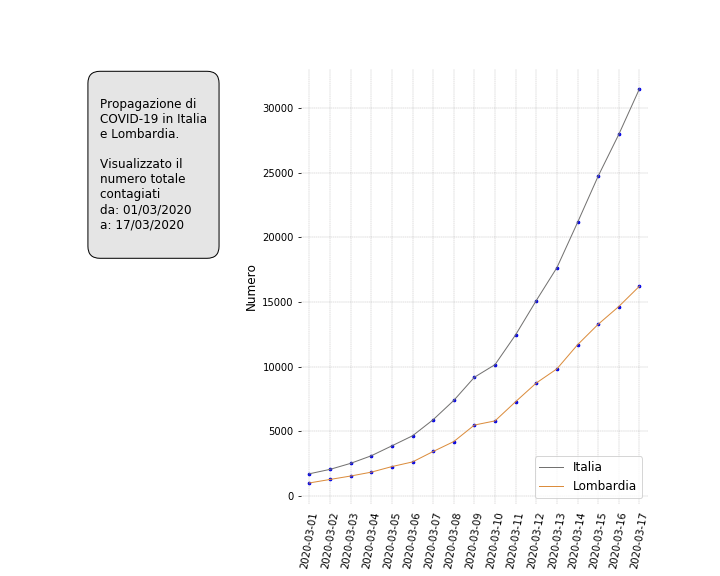 Propagazione di
COVID-19 in Italia
e Lombardia.
Visualizzato il
numero totale
contagiati
da: 01/03/2020
a: 17/03/2020
Numero
30000
25000
20000
15000
10000
5000
0
Italia
Lombardia
2020-03-01
2020-03-02
2020-03-03
2020-03-04
2020-03-05
2020-03-06
2020-03-07
2020-03-08
2020-03-09
2020-03-10
2020-03-11
2020-03-12
2020-03-13
2020-03-14
2020-03-15
2020-03-16
2020-03-17